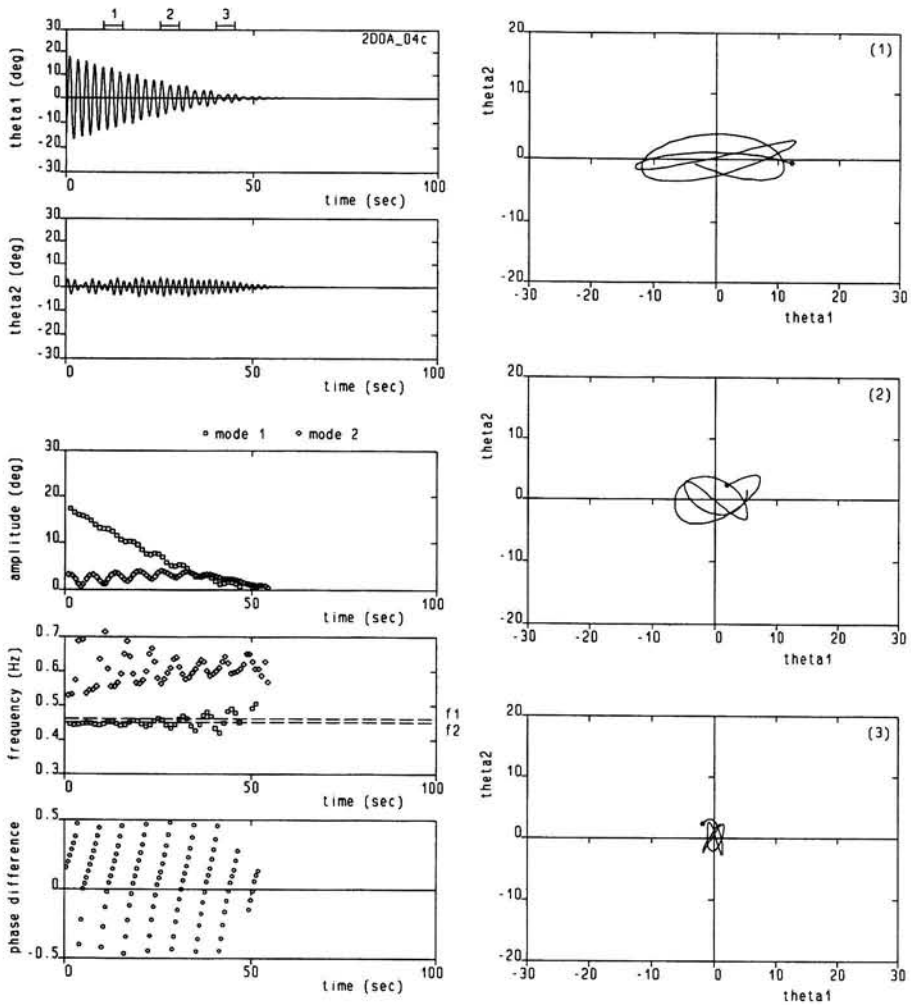 1 2 3
30
20
10
0
-10
-20
-30
theta1 (deg)
2DOA_04c
0 50 100
time (sec)
30
20
10
0
-10
-20
-30
theta2 (deg)
0 50 100
time (sec)
mode 1 mode 2
30
20
10
0
amplitude (deg)
0 50 100
time (sec)
0.7
0.6
0.5
0.4
0.3
frequency (Hz)
f1
f2
0 50 100
time (sec)
0.5
0
-0.5
phase difference
0 50 100
time (sec)
(1)
20
10
0
-10
-20
theta2
-30 -20 -10 0 10 20 30
theta1
(2)
20
10
0
-10
-20
theta2
-30 -20 -10 0 10 20 30
theta1
(3)
20
10
0
-10
-20
theta2
-30 -20 -10 0 10 20 30
theta1